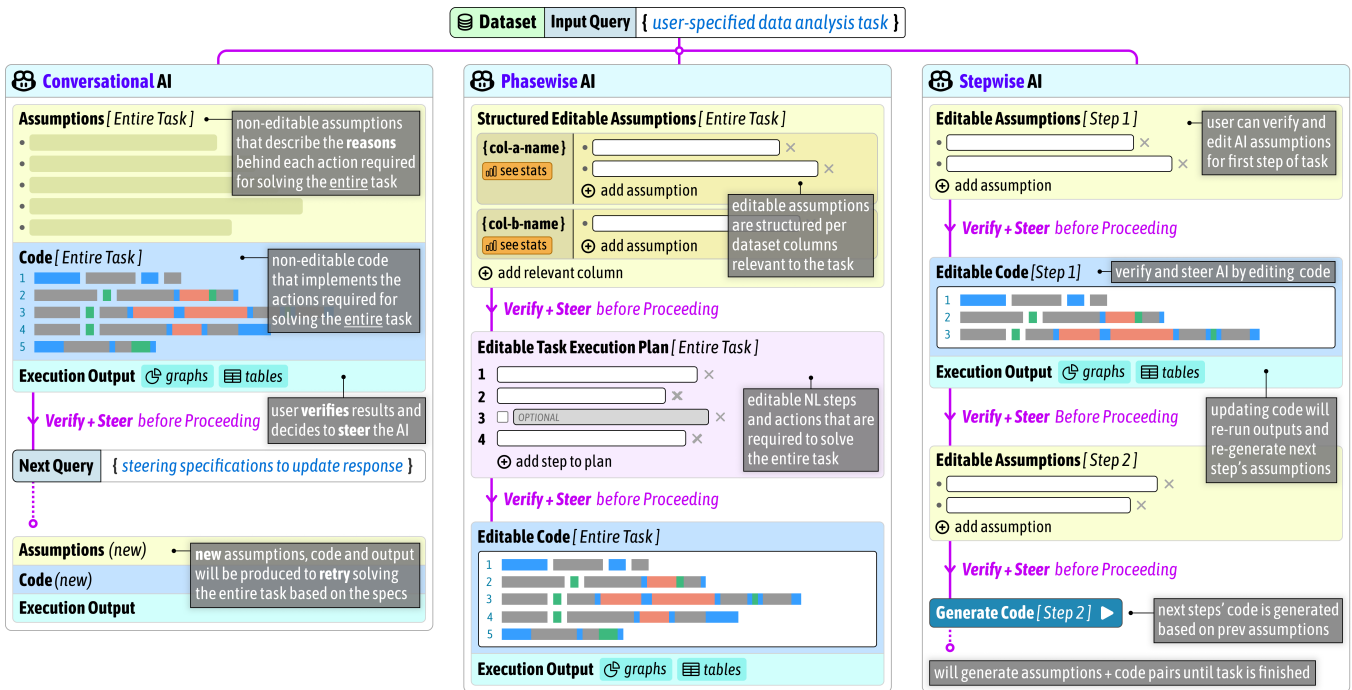 Dataset Input Query { user-specified data analysis task }
Conversational AI
Assumptions [ Entire Task ]
non-editable assumptions
that describe the reasons
behind each action required
for solving the entire task
Code [ Entire Task ]
non-editable code
that implements the
actions required for
solving the entire task
1
2
3
4
5
Execution Output graphs tables
user verifies results and
decides to steer the AI
Verify + Steer before Proceeding
Next Query { steering specifications to update response }
Assumptions (new)
Code (new)
Execution Output
new assumptions, code and output
will be produced to retry solving
the entire task based on the specs
Phasewise AI
Structured Editable Assumptions [ Entire Task ]
{ col-a-name }
see stats
add assumption
{ col-b-name }
see stats
add assumption
editable assumptions
are structured per
dataset columns
relevant to the task
add relevant column
Verify + Steer before Proceeding
Editable Task Execution Plan [ Entire Task ]
1
2
3 OPTIONAL
4
add step to plan
editable NL steps
and actions that are
required to solve
the entire task
Verify + Steer before Proceeding
Editable Code [ Entire Task ]
1
2
3
4
5
Execution Output graphs tables
Stepwise AI
Editable Assumptions [ Step 1 ]
add assumption
user can verify and
edit AI assumptions
for first step of task
Verify + Steer before Proceeding
Editable Code [Step 1]
verify and steer AI by editing code
1
2
3
Execution Output graphs tables
Verify + Steer before Proceeding
updating code will
re-run outputs and
re-generate next
step's assumptions
Editable Assumptions [ Step 2 ]
add assumption
Verify + Steer before Proceeding
Generate Code [ Step 2 ]
next steps' code is generated
based on prev assumptions
will generate assumptions + code pairs until task is finished